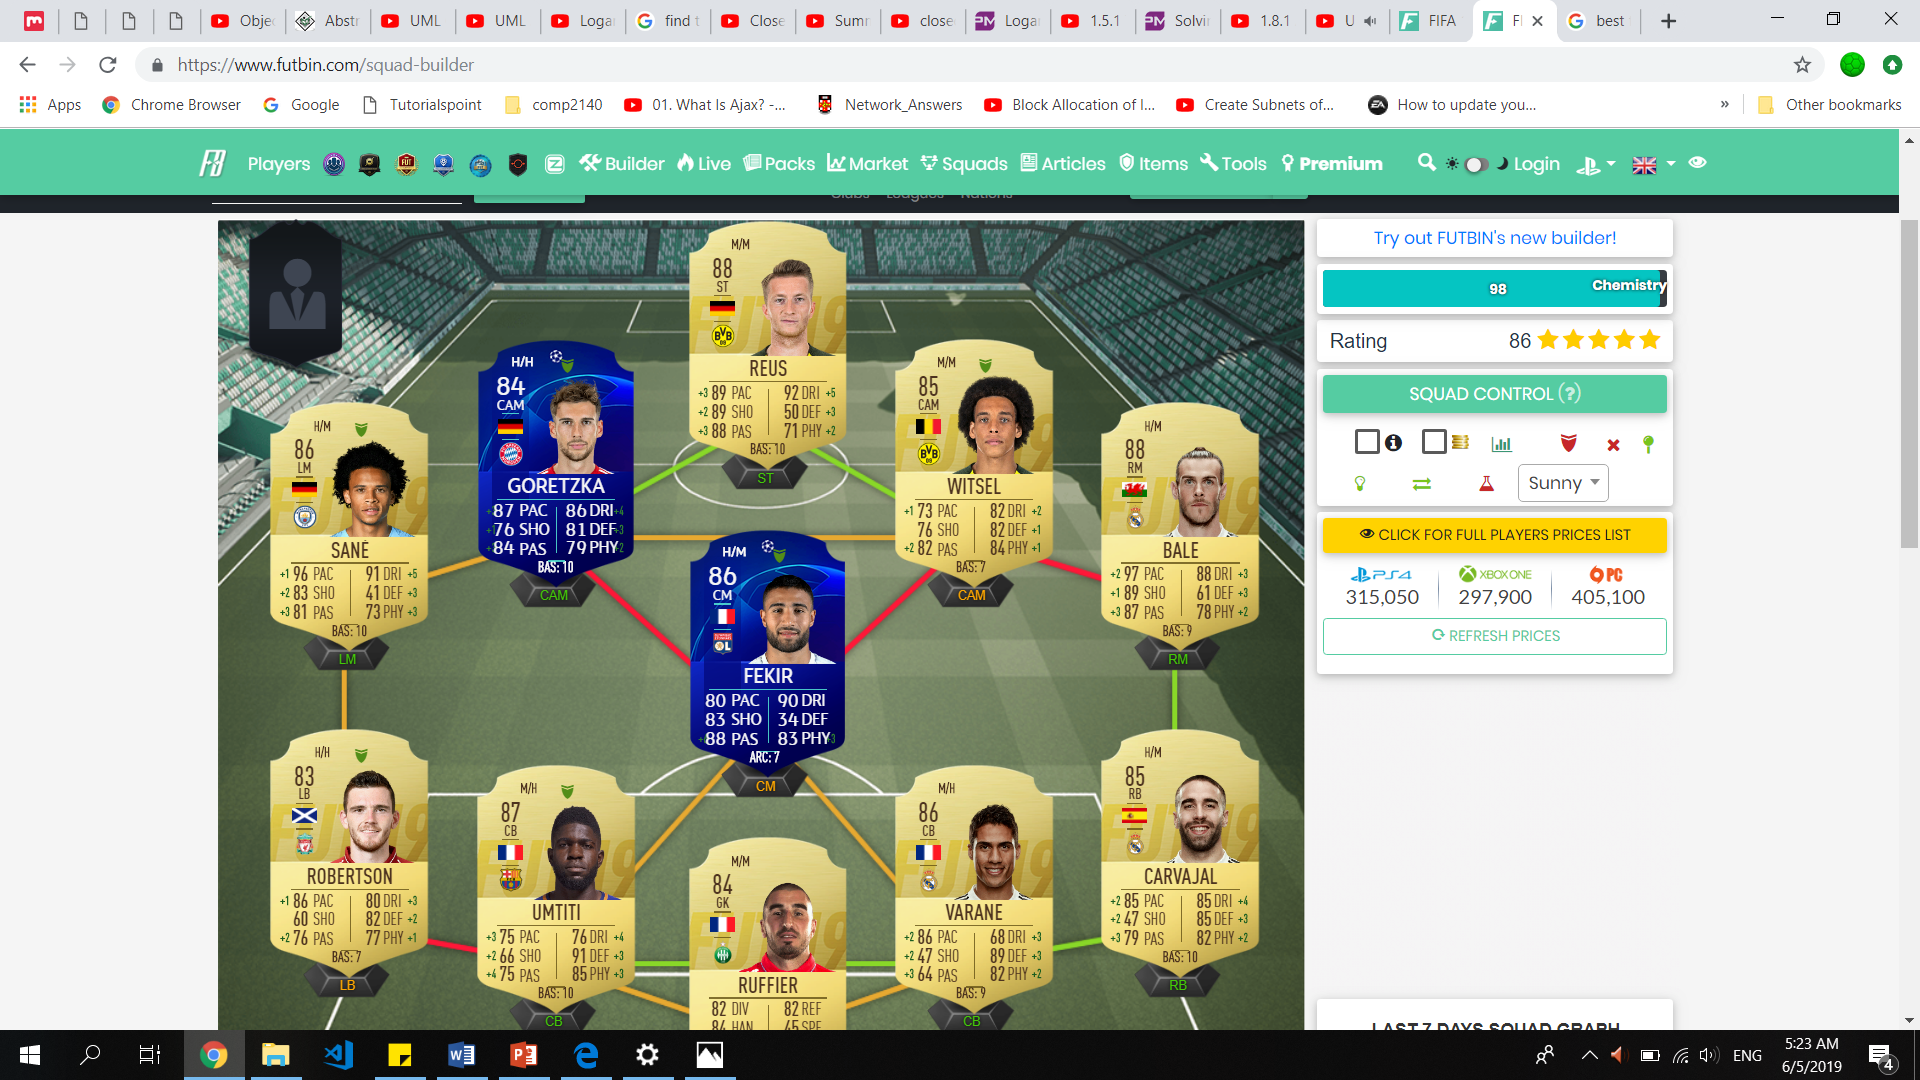 Objec
Abstr
UML
UML
Logar
find t
Close
Sum
close
Logar
1.5.1
Solvi
1.8.1
U
FIFA
FI
best
https://www.futbin.com/squad-builder
Apps
Chrome Browser
Google
Tutorialspoint
comp2140
01. What Is Ajax? -...
Network_Answers
Block Allocation of I...
Create Subnets of...
How to update you...
»
Other bookmarks
Players
Builder
Live
Packs
Market
Squads
Articles
Items
Tools
Premium
Login
Clubs Leagues Nations
M/M
88
ST
REUS
+3 89 PAC 92 DRI +5
+2 89 SHO 50 DEF +3
+3 88 PAS 71 PHY +2
BAS: 10
ST
H/H
84
CAM
GORETZKA
87 PAC 86 DRI +4
76 SHO 81 DEF +3
84 PAS 79 PHY +2
BAS: 10
CAM
M/M
85
CAM
WITSEL
+1 73 PAC 82 DRI +2
76 SHO 82 DEF +1
+2 82 PAS 84 PHY +1
BAS: 7
CAM
H/M
86
LM
SANÉ
+1 96 PAC 91 DRI +5
+2 83 SHO 41 DEF +3
+3 81 PAS 73 PHY +3
BAS: 10
LM
H/M
88
RM
BALE
+2 97 PAC 88 DRI +3
+1 89 SHO 61 DEF +3
+3 87 PAS 78 PHY +2
BAS: 9
RM
H/M
86
CM
FEKIR
80 PAC 90 DRI
83 SHO 34 DEF
88 PAS 83 PHY +3
ARC: 7
CM
H/H
83
LB
ROBERTSON
+1 86 PAC 80 DRI +3
60 SHO 82 DEF +2
+2 76 PAS 77 PHY +1
BAS: 7
LB
M/H
87
CB
UMTITI
+3 75 PAC 76 DRI +4
+2 66 SHO 91 DEF +3
+4 75 PAS 85 PHY +3
BAS: 10
CB
M/M
84
GK
RUFFIER
82 DIV 82 REF
84 HAN 45 SPE
M/H
86
CB
VARANE
+2 86 PAC 68 DRI +3
+2 47 SHO 89 DEF +3
+3 64 PAS 82 PHY +2
BAS: 9
CB
H/M
85
RB
CARVAJAL
+2 85 PAC 85 DRI +4
+2 47 SHO 85 DEF +3
+3 79 PAS 82 PHY +2
BAS: 10
RB
Try out FUTBIN's new builder!
98
Chemistry
Rating 86
SQUAD CONTROL (?)
Sunny
CLICK FOR FULL PLAYERS PRICES LIST
PS4 XBOX ONE PC
315,050 297,900 405,100
REFRESH PRICES
LAST 7 DAYS SQUAD GRAPH
ENG
5:23 AM
6/5/2019
4